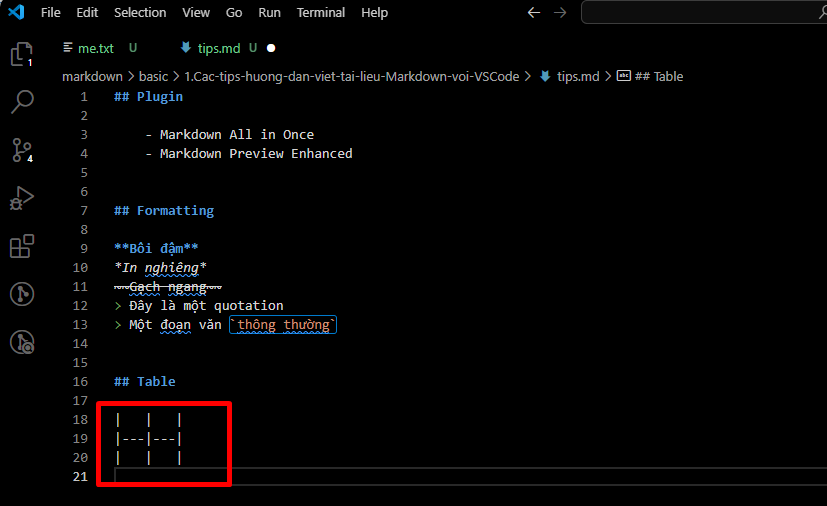 File Edit Selection View Go Run Terminal Help
me.txt U tips.md U
markdown > basic > 1.Cac-tips-huong-dan-viet-tai-lieu-Markdown-voi-VSCode > tips.md > ## Table
1 ## Plugin
2
3 - Markdown All in Once
4 - Markdown Preview Enhanced
5
6
7 ## Formatting
8
9 **Bôi đậm**
10 *In nghiêng*
11 ~~Gạch ngang~~
12 > Đây là một quotation
13 > Một đoạn văn `thông thường`
14
15
16 ## Table
17
18 |   |   |
19 |---|---|
20 |   |   |
21
1
4